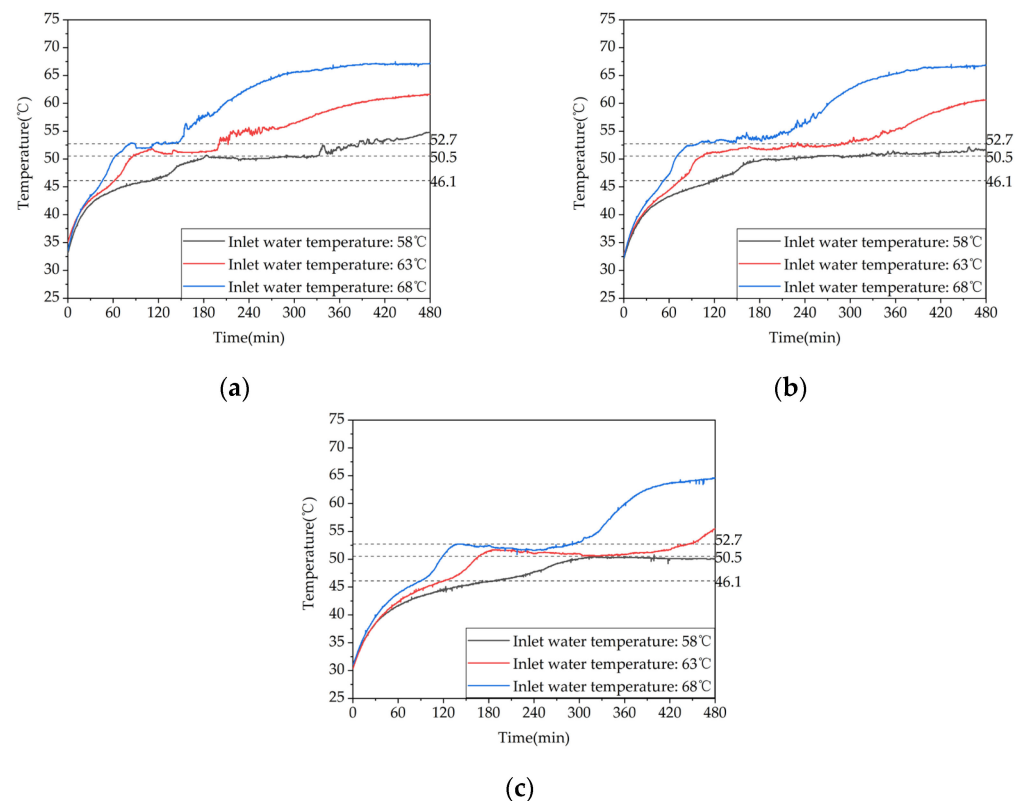 75
70
65
60
55
50
45
40
35
30
25
Temperature(℃)
52.7
50.5
46.1
Inlet water temperature: 58℃
Inlet water temperature: 63℃
Inlet water temperature: 68℃
0 60 120 180 240 300 360 420 480
Time(min)
(a)
75
70
65
60
55
50
45
40
35
30
25
Temperature(℃)
52.7
50.5
46.1
Inlet water temperature: 58℃
Inlet water temperature: 63℃
Inlet water temperature: 68℃
0 60 120 180 240 300 360 420 480
Time(min)
(b)
75
70
65
60
55
50
45
40
35
30
25
Temperature(℃)
52.7
50.5
46.1
Inlet water temperature: 58℃
Inlet water temperature: 63℃
Inlet water temperature: 68℃
0 60 120 180 240 300 360 420 480
Time(min)
(c)